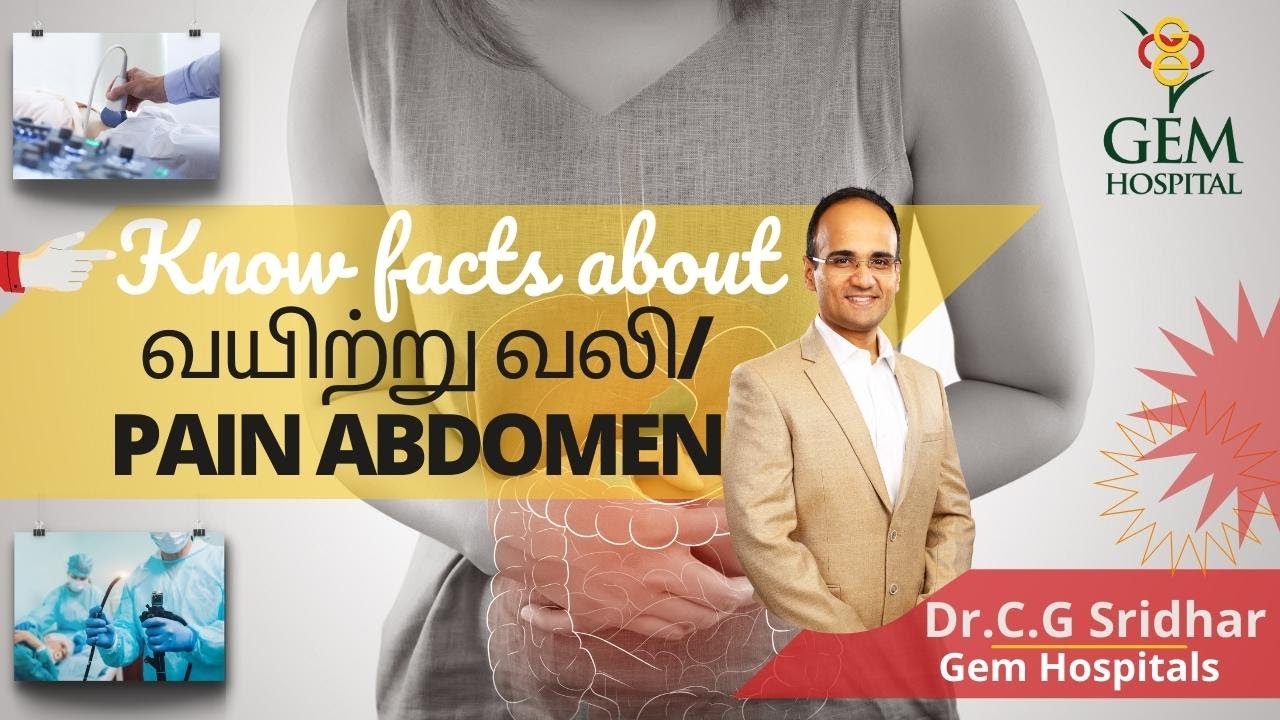 GEM
HOSPITAL
Know facts about
வயிற்று வலி/
PAIN ABDOMEN
Dr.C.G Sridhar
Gem Hospitals